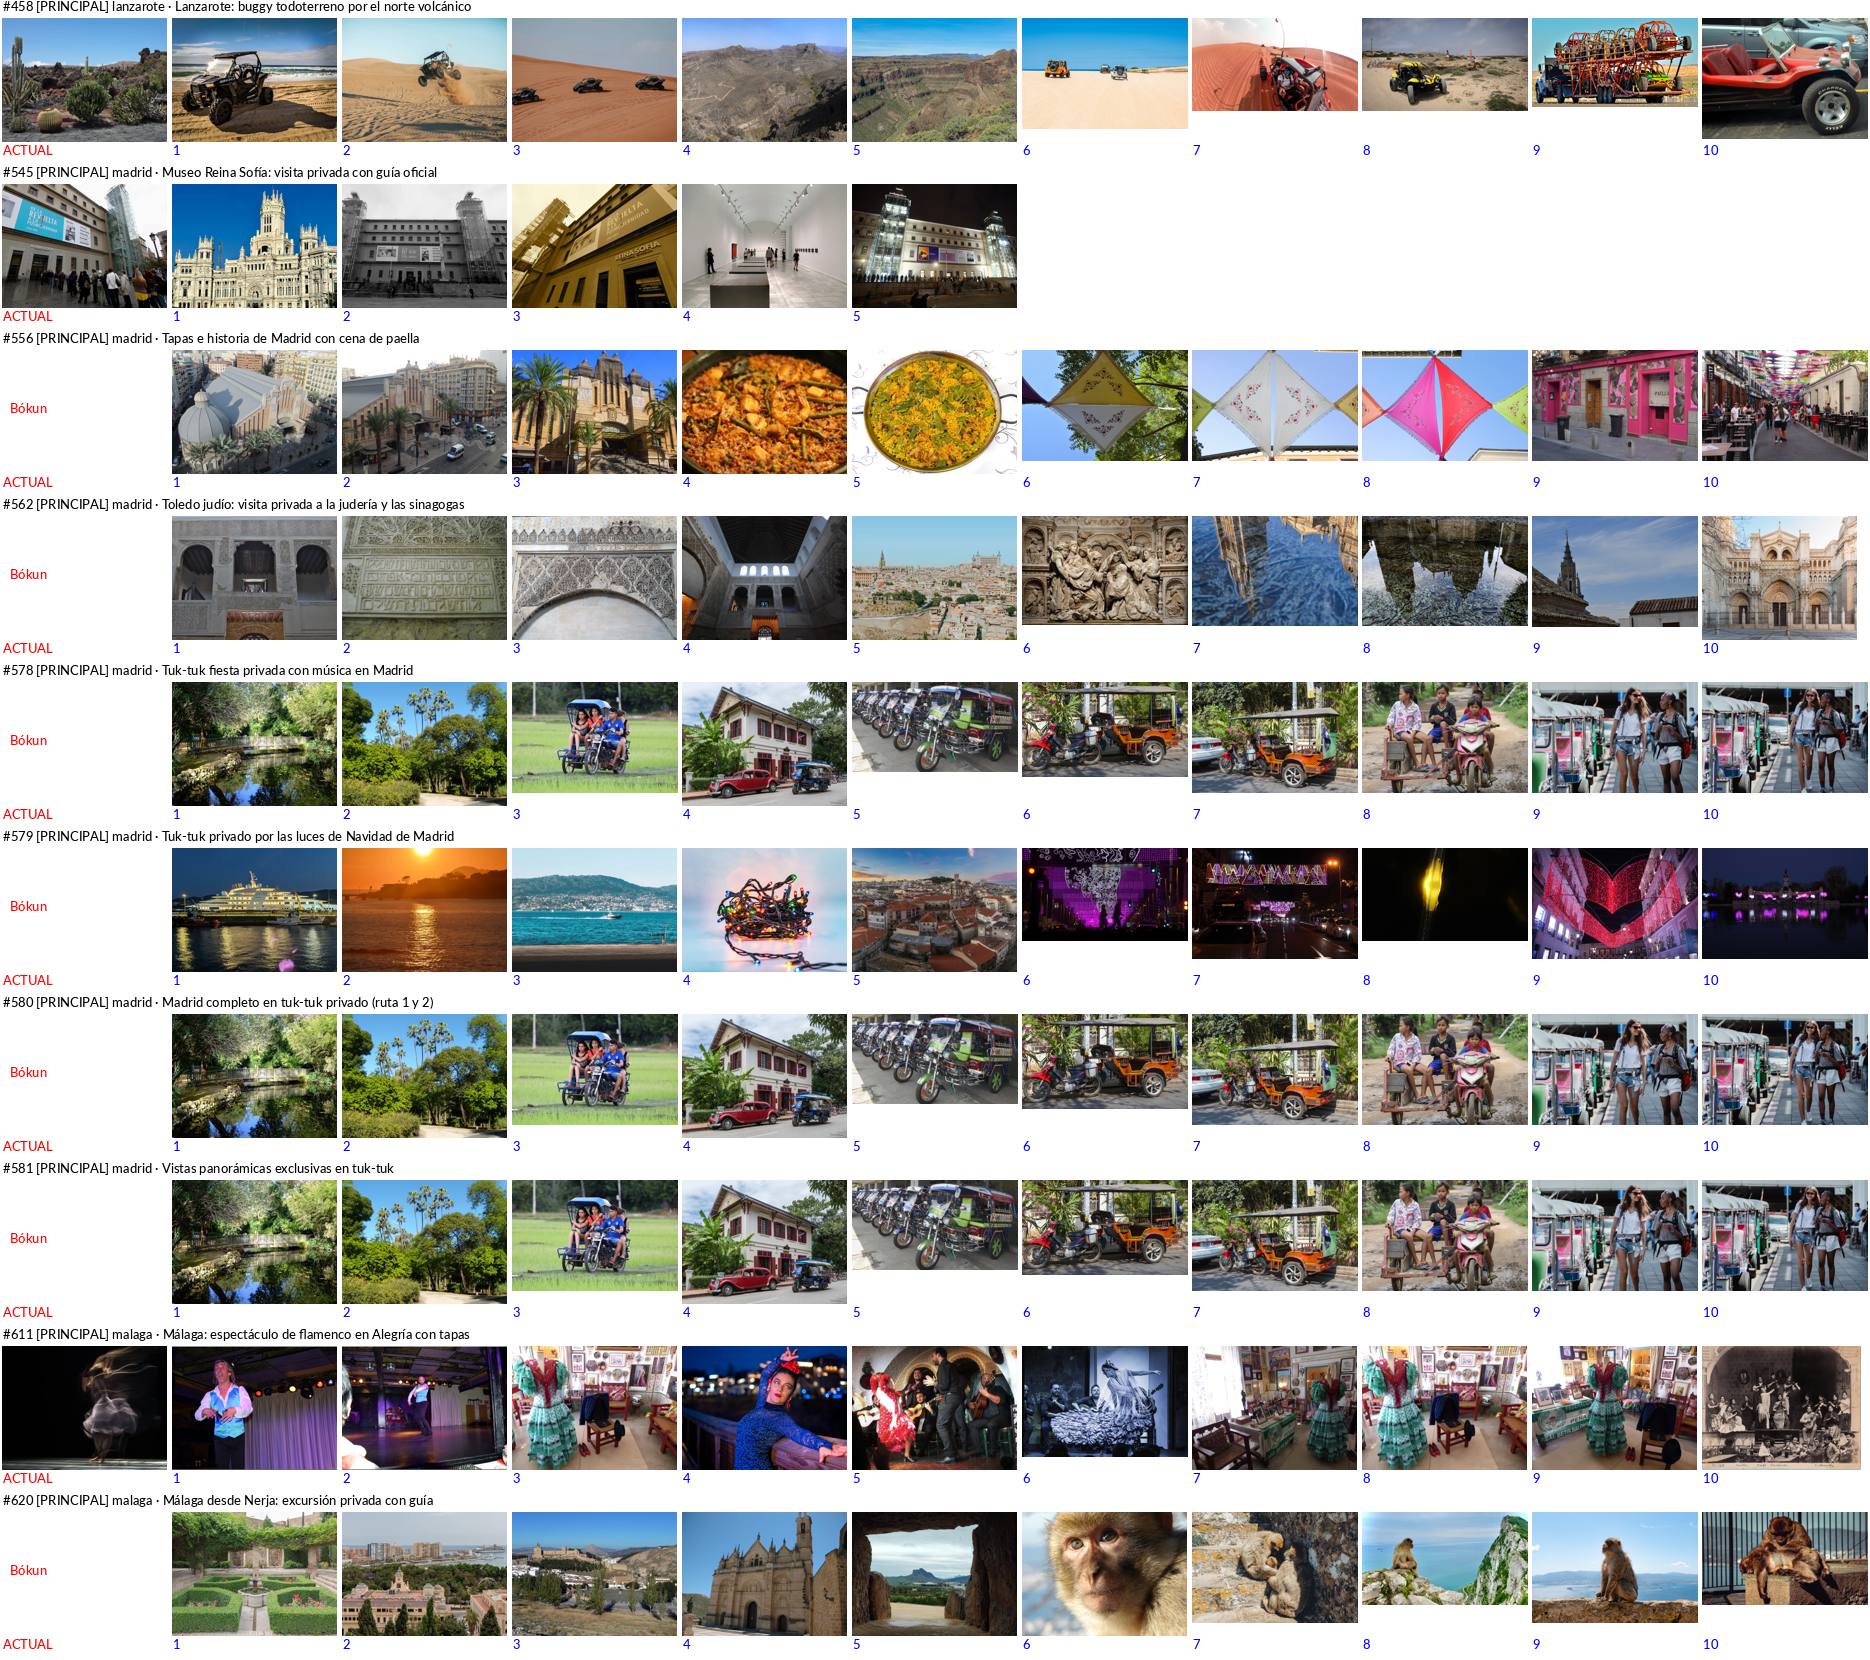 #458 [PRINCIPAL] lanzarote · Lanzarote: buggy todoterreno por el norte volcánico
ACTUAL 1 2 3 4 5 6 7 8 9 10
#545 [PRINCIPAL] madrid · Museo Reina Sofía: visita privada con guía oficial
ACTUAL 1 2 3 4 5
#556 [PRINCIPAL] madrid · Tapas e historia de Madrid con cena de paella
Bókun
ACTUAL 1 2 3 4 5 6 7 8 9 10
#562 [PRINCIPAL] madrid · Toledo judío: visita privada a la judería y las sinagogas
Bókun
ACTUAL 1 2 3 4 5 6 7 8 9 10
#578 [PRINCIPAL] madrid · Tuk-tuk fiesta privada con música en Madrid
Bókun
ACTUAL 1 2 3 4 5 6 7 8 9 10
#579 [PRINCIPAL] madrid · Tuk-tuk privado por las luces de Navidad de Madrid
Bókun
ACTUAL 1 2 3 4 5 6 7 8 9 10
#580 [PRINCIPAL] madrid · Madrid completo en tuk-tuk privado (ruta 1 y 2)
Bókun
ACTUAL 1 2 3 4 5 6 7 8 9 10
#581 [PRINCIPAL] madrid · Vistas panorámicas exclusivas en tuk-tuk
Bókun
ACTUAL 1 2 3 4 5 6 7 8 9 10
#611 [PRINCIPAL] malaga · Málaga: espectáculo de flamenco en Alegría con tapas
ACTUAL 1 2 3 4 5 6 7 8 9 10
#620 [PRINCIPAL] malaga · Málaga desde Nerja: excursión privada con guía
Bókun
ACTUAL 1 2 3 4 5 6 7 8 9 10